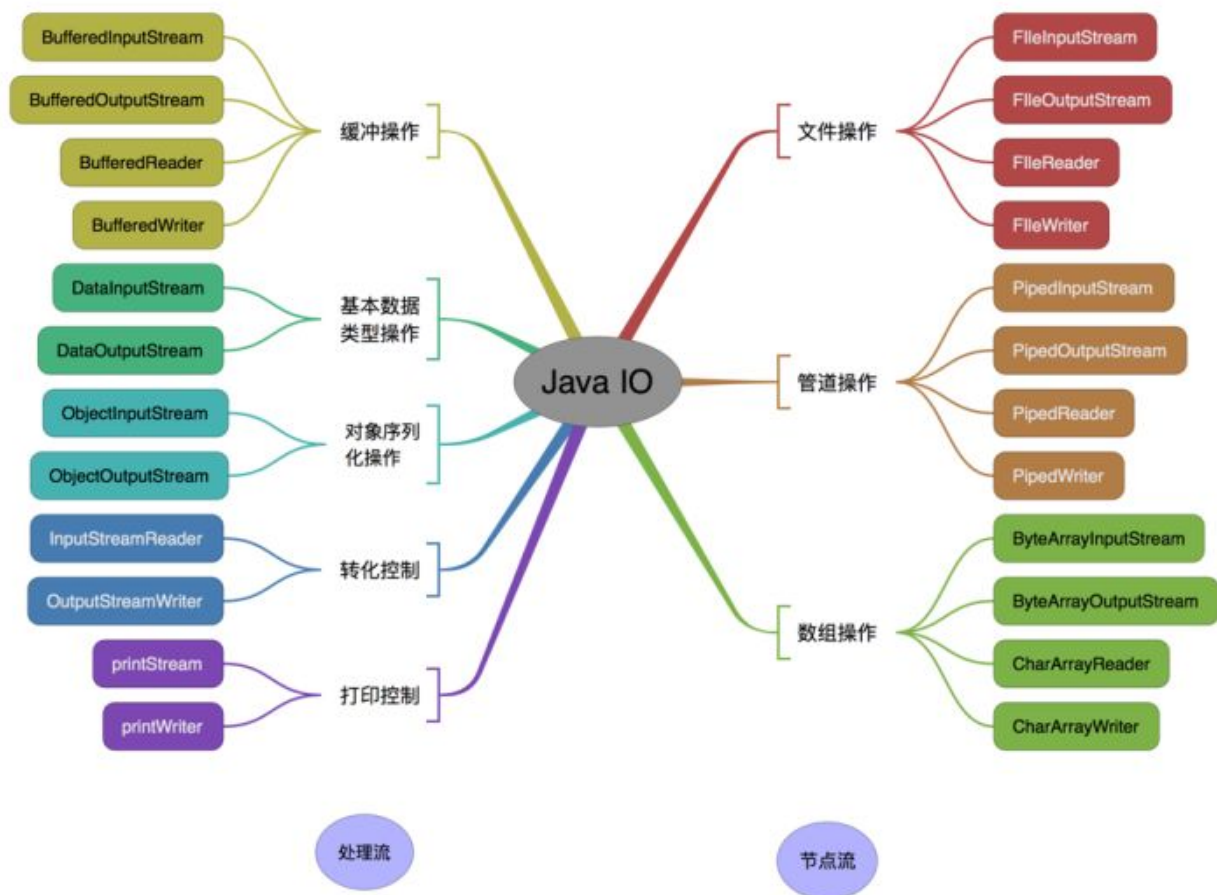 BufferedInputStream
BufferedOutputStream
BufferedReader
BufferedWriter
缓冲操作
DataInputStream
DataOutputStream
基本数据
类型操作
ObjectInputStream
ObjectOutputStream
对象序列
化操作
InputStreamReader
OutputStreamWriter
转化控制
printStream
printWriter
打印控制
处理流
Java IO
文件操作
FIleInputStream
FIleOutputStream
FIleReader
FIleWriter
管道操作
PipedInputStream
PipedOutputStream
PipedReader
PipedWriter
数组操作
ByteArrayInputStream
ByteArrayOutputStream
CharArrayReader
CharArrayWriter
节点流